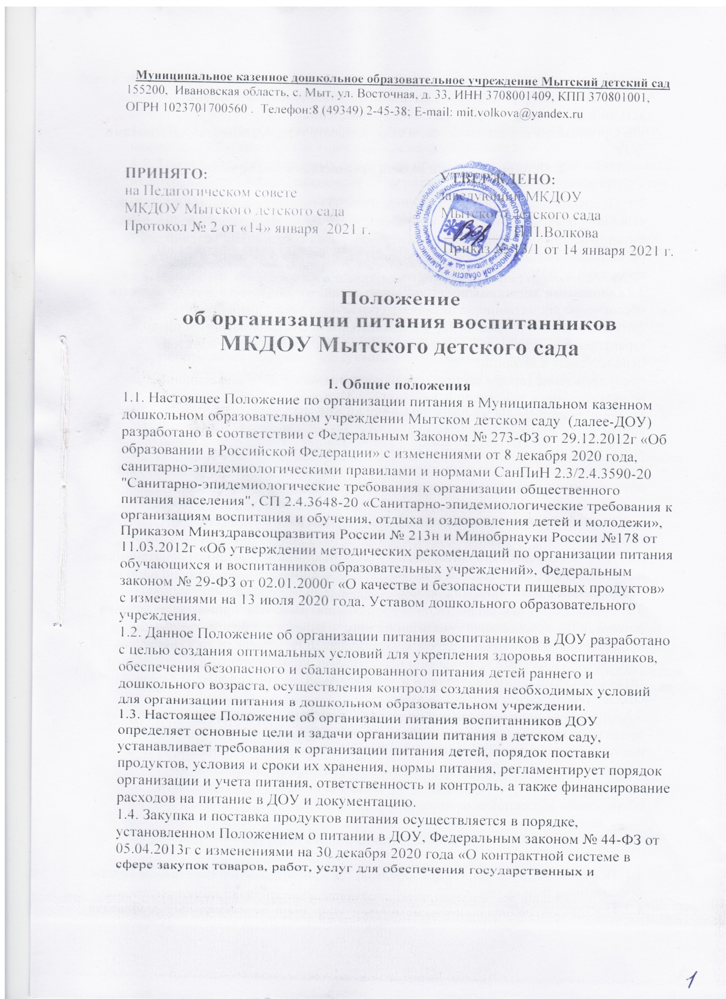 Муниципальное казенное дошкольное образовательное учреждение Мытский детский сад
155200,  Ивановская область, с. Мыт, ул. Восточная, д. 33, ИНН 3708001409, КПП 370801001,
ОГРН 1023701700560 .  Телефон:8 (49349) 2-45-38; E-mail: mit.volkova@yandex.ru
ПРИНЯТО:
на Педагогическом совете
МКДОУ Мытского детского сада
Протокол № 2 от «14» января  2021 г.
УТВЕРЖДЕНО:
заведующий МКДОУ
Мытского детского сада
П.Волкова
Приказ № 13/1 от 14 января 2021 г.
Положение
об организации питания воспитанников
МКДОУ Мытского детского сада
1. Общие положения
1.1. Настоящее Положение по организации питания в Муниципальном казенном
дошкольном образовательном учреждении Мытском детском саду  (далее-ДОУ)
разработано в соответствии с Федеральным Законом № 273-ФЗ от 29.12.2012г «Об
образовании в Российской Федерации» с изменениями от 8 декабря 2020 года,
санитарно-эпидемиологическими правилами и нормами СанПиН 2.3/2.4.3590-20
"Санитарно-эпидемиологические требования к организации общественного
питания населения", СП 2.4.3648-20 «Санитарно-эпидемиологические требования к
организациям воспитания и обучения, отдыха и оздоровления детей и молодежи»,
Приказом Минздравсоцразвития России № 213н и Минобрнауки России №178 от
11.03.2012г «Об утверждении методических рекомендаций по организации питания
обучающихся и воспитанников образовательных учреждений», Федеральным
законом № 29-ФЗ от 02.01.2000г «О качестве и безопасности пищевых продуктов»
с изменениями на 13 июля 2020 года, Уставом дошкольного образовательного
учреждения.
1.2. Данное Положение об организации питания воспитанников в ДОУ разработано
с целью создания оптимальных условий для укрепления здоровья воспитанников,
обеспечения безопасного и сбалансированного питания детей раннего и
дошкольного возраста, осуществления контроля создания необходимых условий
для организации питания в дошкольном образовательном учреждении.
1.3. Настоящее Положение об организации питания воспитанников ДОУ
определяет основные цели и задачи организации питания в детском саду,
устанавливает требования к организации питания детей, порядок поставки
продуктов, условия и сроки их хранения, нормы питания, регламентирует порядок
организации и учета питания, ответственность и контроль, а также финансирование
расходов на питание в ДОУ и документацию.
1.4. Закупка и поставка продуктов питания осуществляется в порядке,
установленном Положением о питании в ДОУ, Федеральным законом № 44-ФЗ от
05.04.2013г с изменениями на 30 декабря 2020 года «О контрактной системе в
сфере закупок товаров, работ, услуг для обеспечения государственных и
1